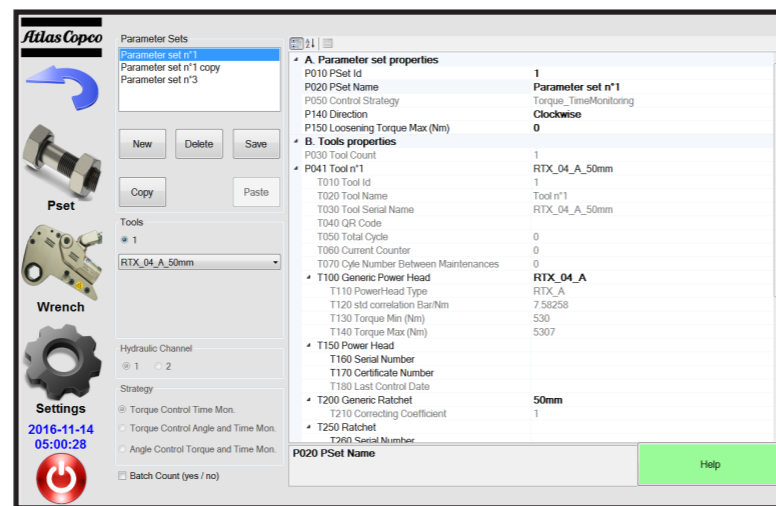 Atlas Copco
Pset
Wrench
Settings
2016-11-14
05:00:28
Parameter Sets
Parameter set n°1
Parameter set n°1 copy
Parameter set n°3
New
Delete
Save
Copy
Paste
Tools
1
RTX_04_A_50mm
Hydraulic Channel
1 2
Strategy
Torque Control Time Mon.
Torque Control Angle and Time Mon.
Angle Control Torque and Time Mon.
Batch Count (yes / no)
A. Parameter set properties
P010 PSet Id 1
P020 PSet Name Parameter set n°1
P050 Control Strategy Torque_TimeMonitoring
P140 Direction Clockwise
P150 Loosening Torque Max (Nm) 0
B. Tools properties
P030 Tool Count 1
P041 Tool n°1 RTX_04_A_50mm
T010 Tool Id 1
T020 Tool Name Tool n°1
T030 Tool Serial Name RTX_04_A_50mm
T040 QR Code
T050 Total Cycle 0
T060 Current Counter 0
T070 Cyle Number Between Maintenances 0
T100 Generic Power Head RTX_04_A
T110 PowerHead Type RTX_A
T120 std correlation Bar/Nm 7.58258
T130 Torque Min (Nm) 530
T140 Torque Max (Nm) 5307
T150 Power Head
T160 Serial Number
T170 Certificate Number
T180 Last Control Date
T200 Generic Ratchet 50mm
T210 Correcting Coefficient 1
T250 Ratchet
T260 Serial Number
P020 PSet Name
Help